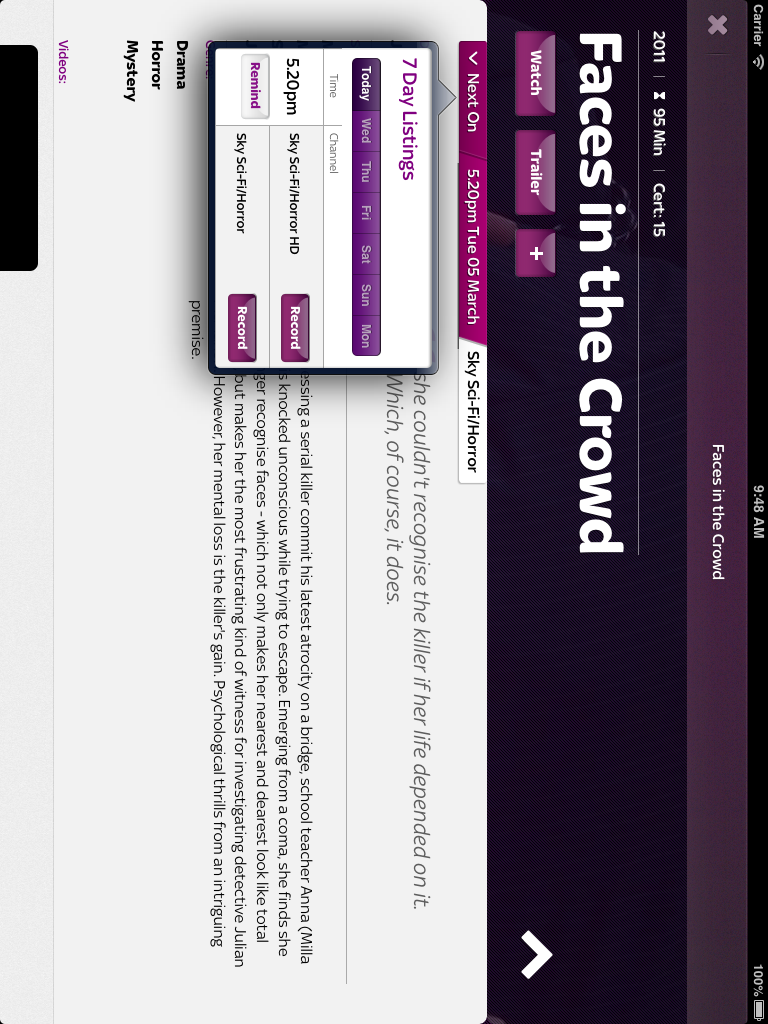 Carrier
9:48 AM
100%
Faces in the Crowd
2011
95 Min
Cert: 15
Faces in the Crowd
Watch
Trailer
+
Next On
5.20pm Tue 05 March
Sky Sci-Fi/Horror
7 Day Listings
Today Wed Thu Fri Sat Sun Mon
Time
Channel
5.20pm
Sky Sci-Fi/Horror HD
Record
Remind
Sky Sci-Fi/Horror
Record
she couldn't recognise the killer if her life depended on it.
Which, of course, it does.
essing a serial killer commit his latest atrocity on a bridge, school teacher Anna (Milla
s knocked unconscious while trying to escape. Emerging from a coma, she finds she
ger recognise faces - which not only makes her nearest and dearest look like total
but makes her the most frustrating kind of witness for investigating detective Julian
However, her mental loss is the killer's gain. Psychological thrills from an intriguing
premise.
Drama
Horror
Mystery
Videos: